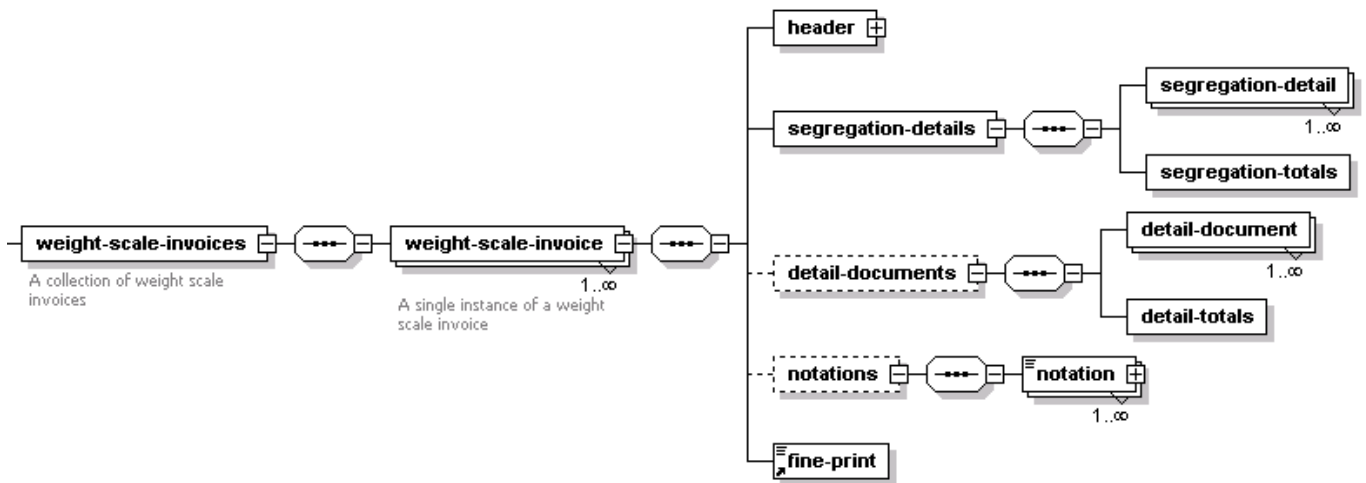 header
segregation-detail
1..∞
segregation-details
segregation-totals
weight-scale-invoices
A collection of weight scale
invoices
weight-scale-invoice
1..∞
A single instance of a weight
scale invoice
detail-document
1..∞
detail-documents
detail-totals
notations
notation
1..∞
fine-print